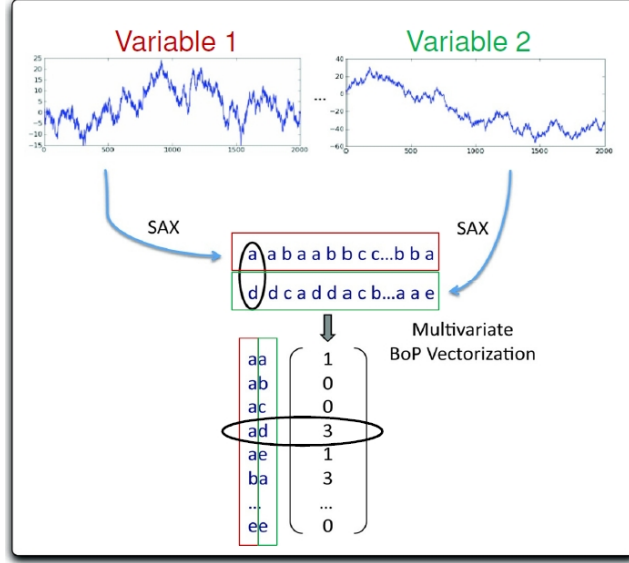 Variable 1
Variable 2
25
20
15
10
5
0
-5
-10
-15
0
500
1000
1500
2000
...
40
20
0
-20
-40
-60
0
500
1000
1500
2000
SAX
SAX
a a b a a b b c c...b b a
d d c a d d a c b...a a e
Multivariate
BoP Vectorization
aa 1
ab 0
ac 0
ad 3
ae 1
ba 3
... ...
ee 0